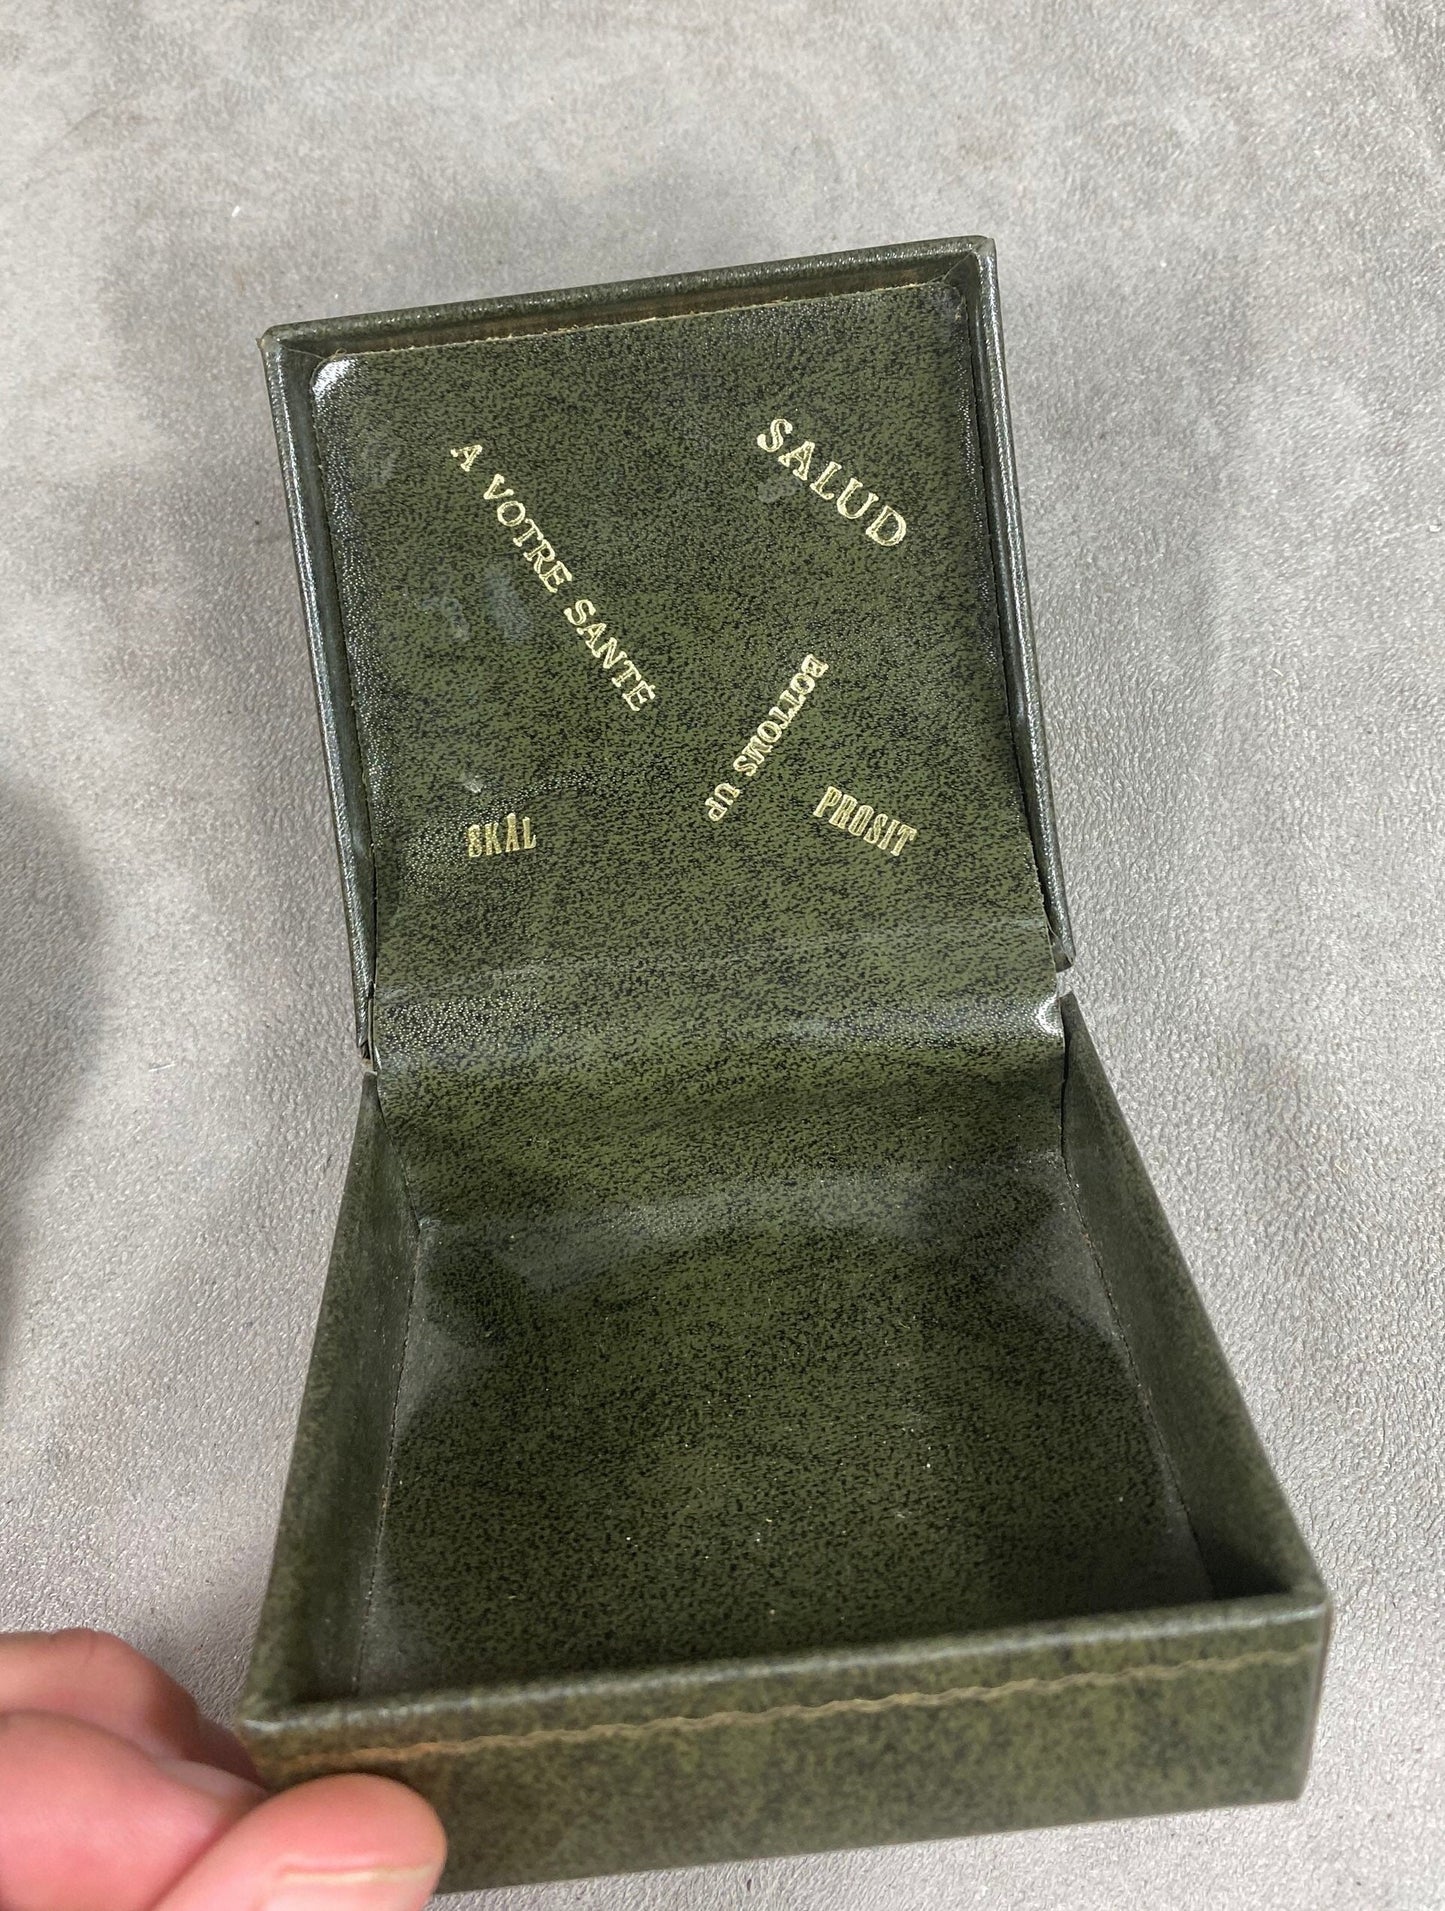 SALUD
A VOTRE SANTÉ
BOTTOMS UP
PROSIT
SKÅL